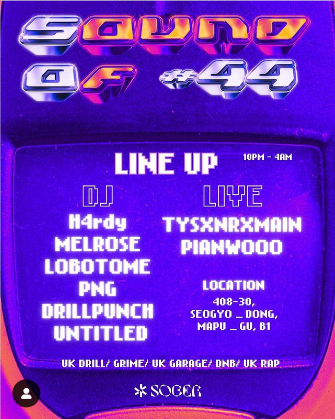 SOUND
OF #44
LINE UP
10PM - 4AM
DJ
H4rdy
MELROSE
LOBOTOME
PNG
DRILLPUNCH
UNTITLED
LIVE
TYSXNRXMAIN
PIANWOOO
LOCATION
408-30,
SEOGYO _ DONG,
MAPU _ GU, B1
UK DRILL/ GRIME/ UK GARAGE/ DNB/ UK RAP
SOBER